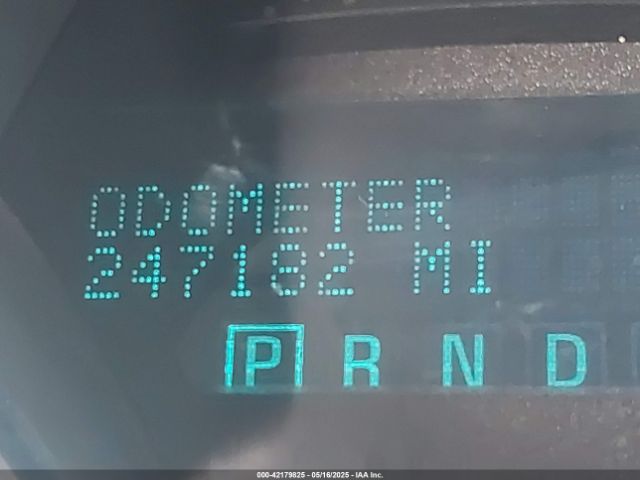 ODOMETER
247182 MI
P R N D
000-42179825 - 05/16/2025 - IAA Inc.